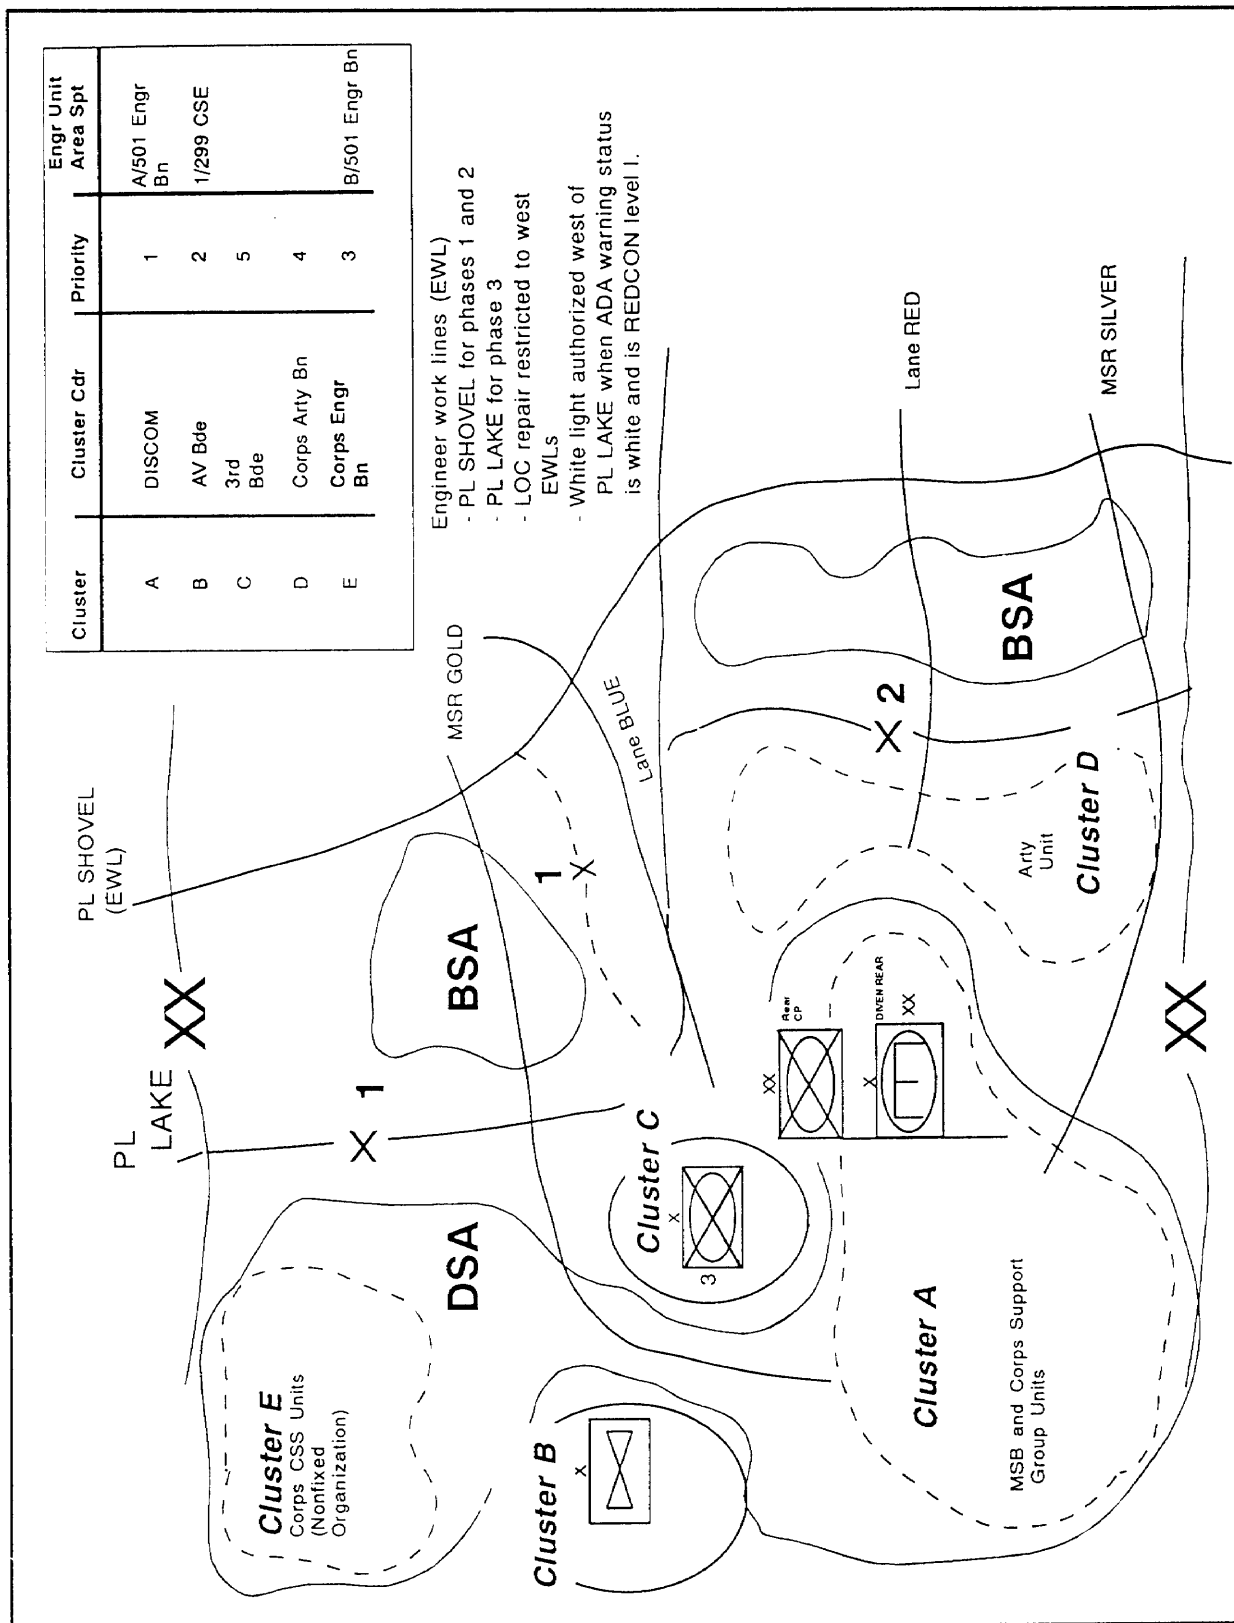 Cluster Cluster Cdr Priority Engr Unit
Area Spt
A DISCOM 1 A/501 Engr
Bn
B AV Bde 2 1/299 CSE
C 3rd 5
Bde
D Corps Arty Bn 4
E Corps Engr 3 B/501 Engr Bn
Bn
Engineer work lines (EWL)
- PL SHOVEL for phases 1 and 2
- PL LAKE for phase 3
- LOC repair restricted to west
EWLs
- White light authorized west of
PL LAKE when ADA warning status
is white and is REDCON level I.
PL SHOVEL
(EWL)
PL
LAKE
XX
X 1
MSR GOLD
BSA
1
X
Lane BLUE
DSA
Cluster E
Corps CSS Units
(Nonfixed
Organization)
Cluster B
X
Cluster C
X
3
XX
Rear
CP
X
DIVEN REAR
XX
Cluster A
MSB and Corps Support
Group Units
Arty
Unit
Cluster D
X 2
BSA
Lane RED
MSR SILVER
XX